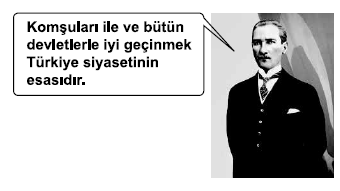 Komşuları ile ve bütün
devletlerle iyi geçinmek
Türkiye siyasetinin
esasıdır.